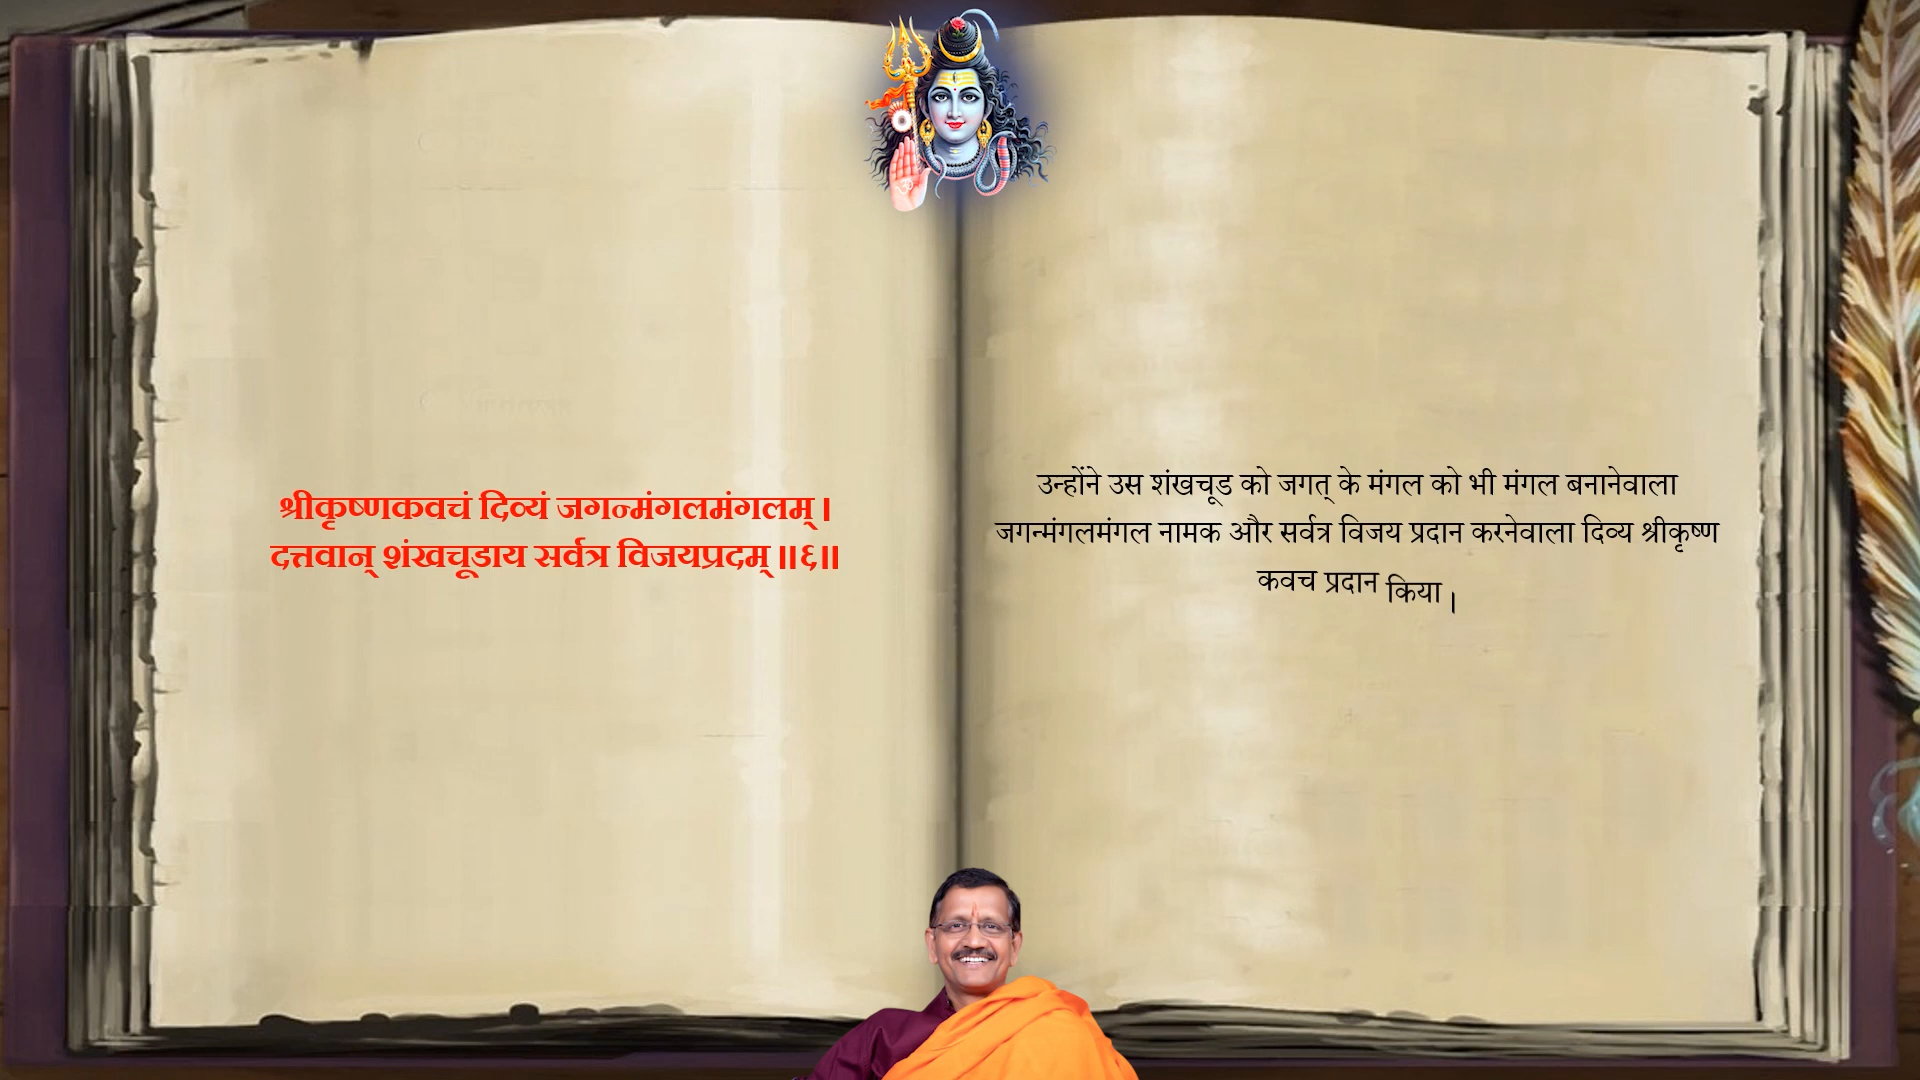 श्रीकृष्णकवचं दिव्यं जगन्मंगलमंगलम् ।
दत्तवान् शंखचूडाय सर्वत्र विजयप्रदम् ॥६॥
उन्होंने उस शंखचूड को जगत् के मंगल को भी मंगल बनानेवाला
जगन्मंगलमंगल नामक और सर्वत्र विजय प्रदान करनेवाला दिव्य श्रीकृष्ण
कवच प्रदान किया ।